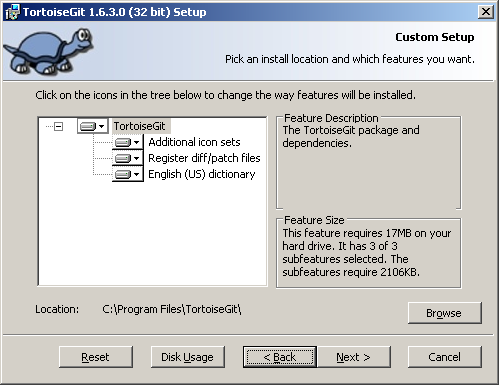 TortoiseGit 1.6.3.0 (32 bit) Setup
Custom Setup
Pick an install location and which features you want.
Click on the icons in the tree below to change the way features will be installed.
TortoiseGit
Additional icon sets
Register diff/patch files
English (US) dictionary
Feature Description
The TortoiseGit package and
dependencies.
Feature Size
This feature requires 17MB on your
hard drive. It has 3 of 3
subfeatures selected. The
subfeatures require 2106KB.
Location: C:\Program Files\TortoiseGit\
Browse
Reset
Disk Usage
< Back
Next >
Cancel